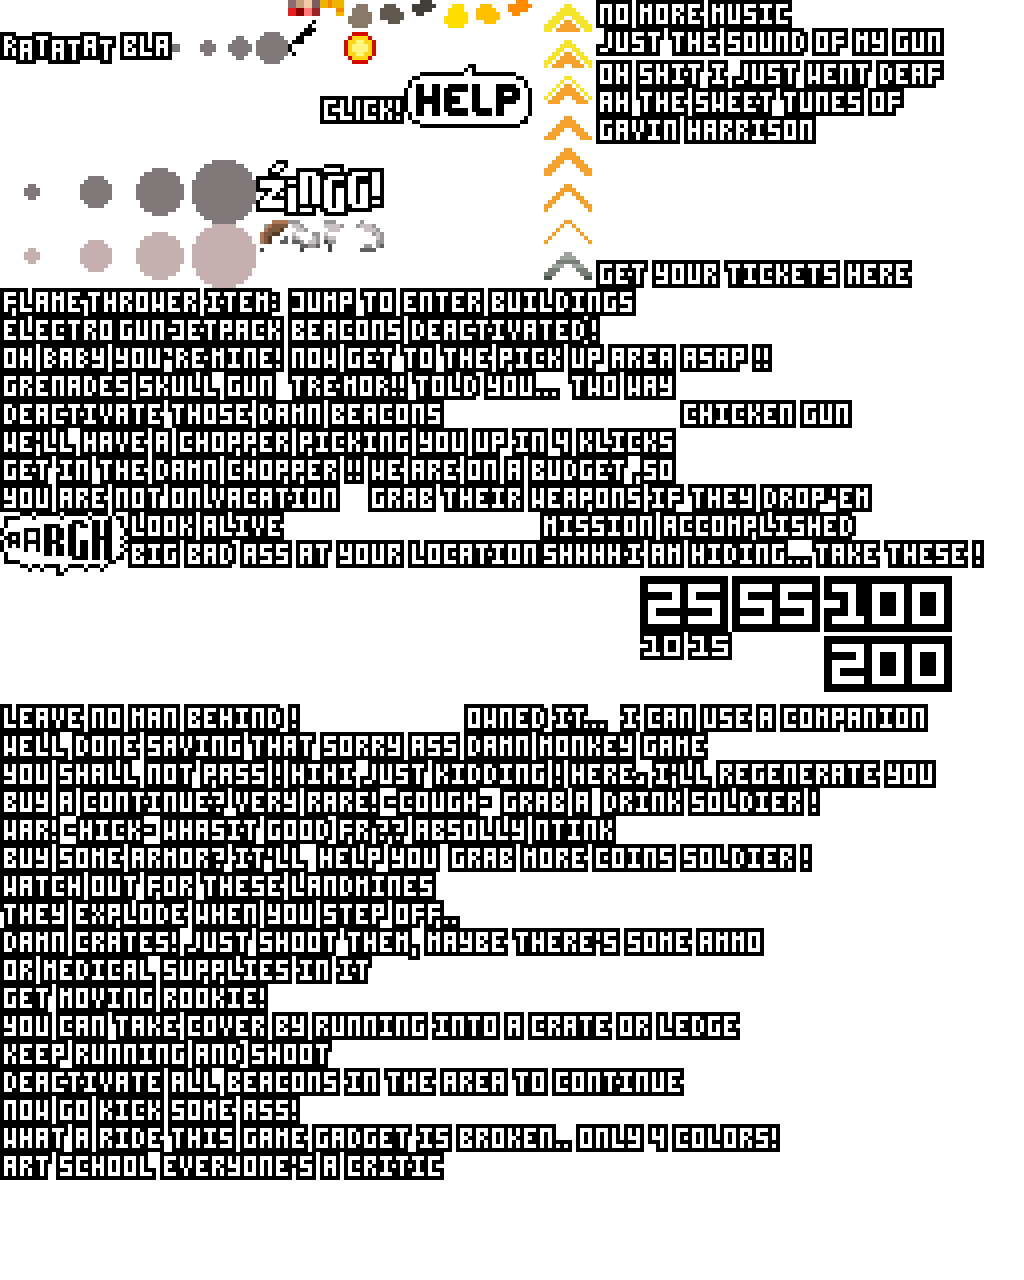 NO MORE MUSIC
RATATAT BLA
JUST THE SOUND OF MY GUN
OH SHIT I JUST WENT DEAF
CLICK!
HELP
AH THE SWEET TUNES OF
GAVIN HARRISON
ZINGG!
GET YOUR TICKETS HERE
FLAMETHROWER ITEM: JUMP TO ENTER BUILDINGS
ELECTRO GUN JETPACK BEACONS DEACTIVATED!
OH BABY YOU'RE MINE! NOW GET TO THE PICK UP AREA ASAP !!
GRENADES SKULL GUN TREMOR!! TOLD YOU... TWO WAY
DEACTIVATE THOSE DAMN BEACONS CHICKEN GUN
WE'LL HAVE A CHOPPER PICKING YOU UP IN 4 KLICKS
GET IN THE DAMN CHOPPER !! WE ARE ON A BUDGET ,SO
YOU ARE NOT ON VACATION GRAB THEIR WEAPONS IF THEY DROP 'EM
AARGH LOOK ALIVE MISSION ACCOMPLISHED
BIG BAD ASS AT YOUR LOCATION SHHHH I AM HIDING... TAKE THESE !
25 55 100
10 15
200
LEAVE NO MAN BEHIND ! OWNED IT... I CAN USE A COMPANION
WELL DONE SAVING THAT SORRY ASS DAMN MONKEY GAME
YOU SHALL NOT PASS!! HIHI JUST KIDDING ! HERE, I'LL REGENERATE YOU
BUY A CONTINUE? VERY RARE! <COUGH> GRAB A DRINK SOLDIER !
WAR! <HICK> WHASIT GOOD FR?? ABSOLLY NTINK
BUY SOME ARMOR? IT'LL HELP YOU GRAB MORE COINS SOLDIER !
WATCH OUT FOR THESE LANDMINES
THEY EXPLODE WHEN YOU STEP OFF..
DAMN CRATES! JUST SHOOT THEM, MAYBE THERE'S SOME AMMO
OR MEDICAL SUPPLIES IN IT
GET MOVING ROOKIE!
YOU CAN TAKE COVER BY RUNNING INTO A CRATE OR LEDGE
KEEP RUNNING AND SHOOT
DEACTIVATE ALL BEACONS IN THE AREA TO CONTINUE
NOW GO KICK SOME ASS!
WHAT A RIDE THIS GAME GADGET IS BROKEN.. ONLY 4 COLORS!
ART SCHOOL EVERYONE'S A CRITIC